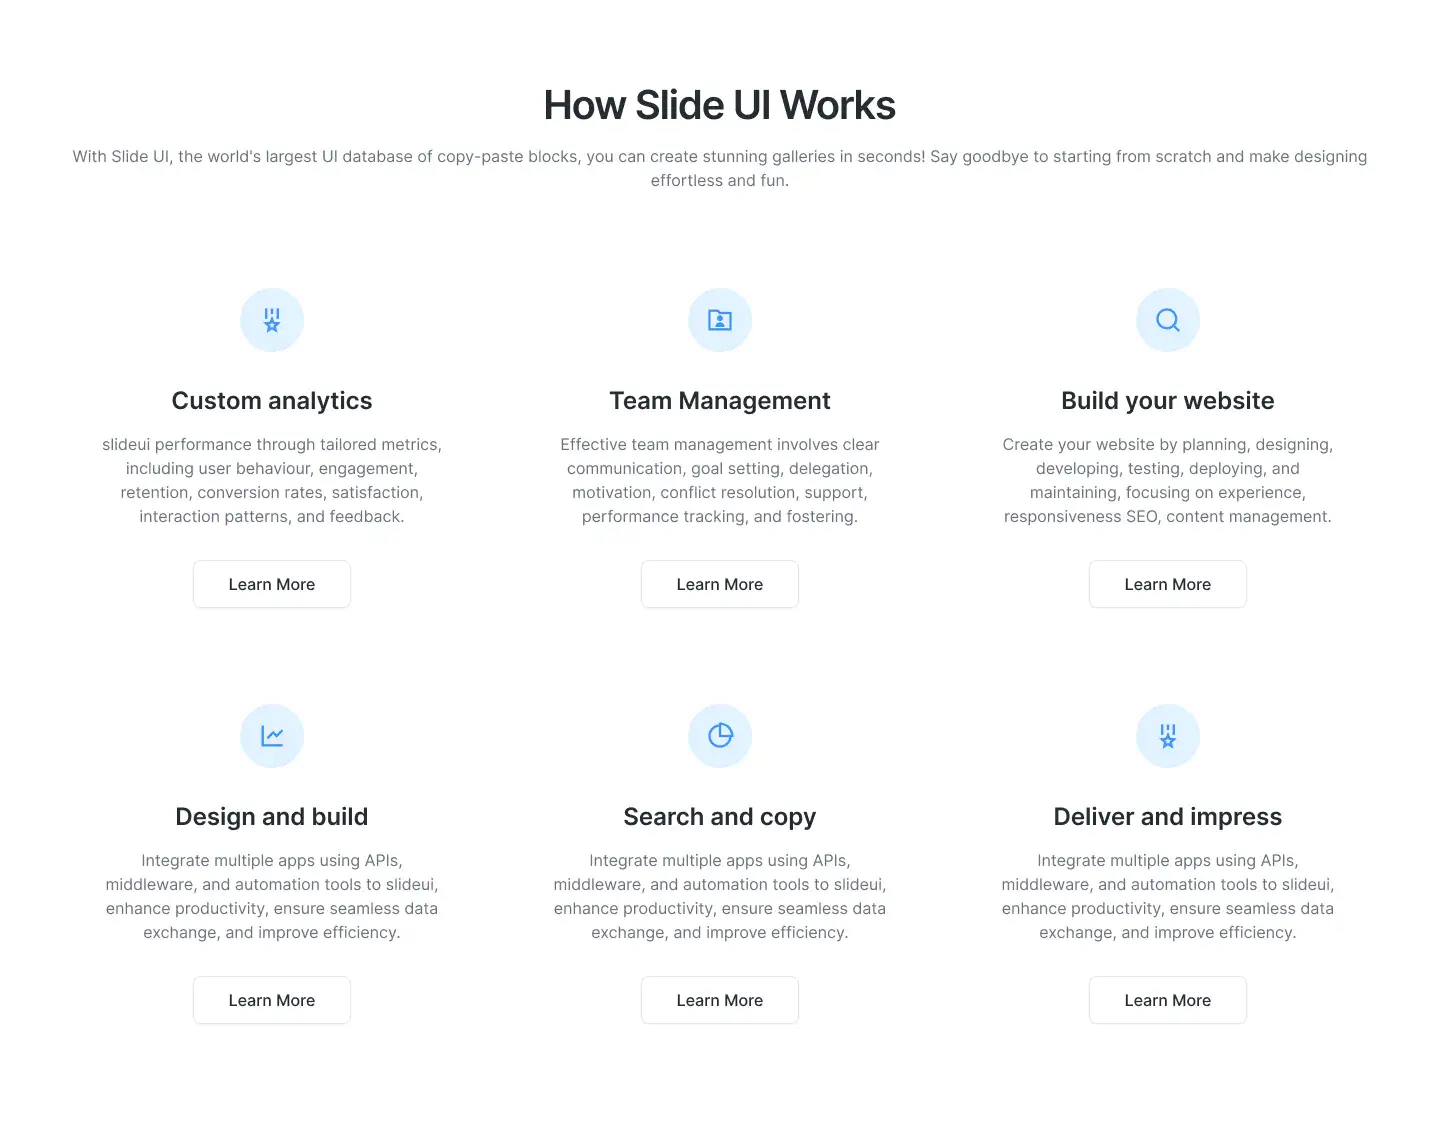 How Slide UI Works
With Slide UI, the world's largest UI database of copy-paste blocks, you can create stunning galleries in seconds! Say goodbye to starting from scratch and make designing
effortless and fun.
Custom analytics
slideui performance through tailored metrics,
including user behaviour, engagement,
retention, conversion rates, satisfaction,
interaction patterns, and feedback.
Learn More
Team Management
Effective team management involves clear
communication, goal setting, delegation,
motivation, conflict resolution, support,
performance tracking, and fostering.
Learn More
Build your website
Create your website by planning, designing,
developing, testing, deploying, and
maintaining, focusing on experience,
responsiveness SEO, content management.
Learn More
Design and build
Integrate multiple apps using APIs,
middleware, and automation tools to slideui,
enhance productivity, ensure seamless data
exchange, and improve efficiency.
Learn More
Search and copy
Integrate multiple apps using APIs,
middleware, and automation tools to slideui,
enhance productivity, ensure seamless data
exchange, and improve efficiency.
Learn More
Deliver and impress
Integrate multiple apps using APIs,
middleware, and automation tools to slideui,
enhance productivity, ensure seamless data
exchange, and improve efficiency.
Learn More